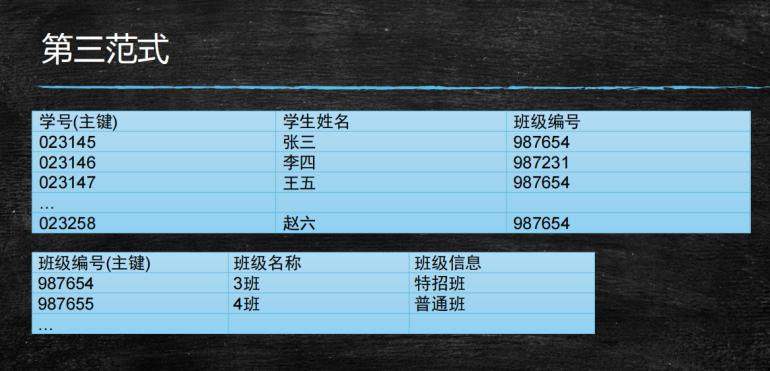 第三范式
学号(主键) 学生姓名 班级编号
023145 张三 987654
023146 李四 987231
023147 王五 987654
...
023258 赵六 987654
班级编号(主键) 班级名称 班级信息
987654 3班 特招班
987655 4班 普通班
...